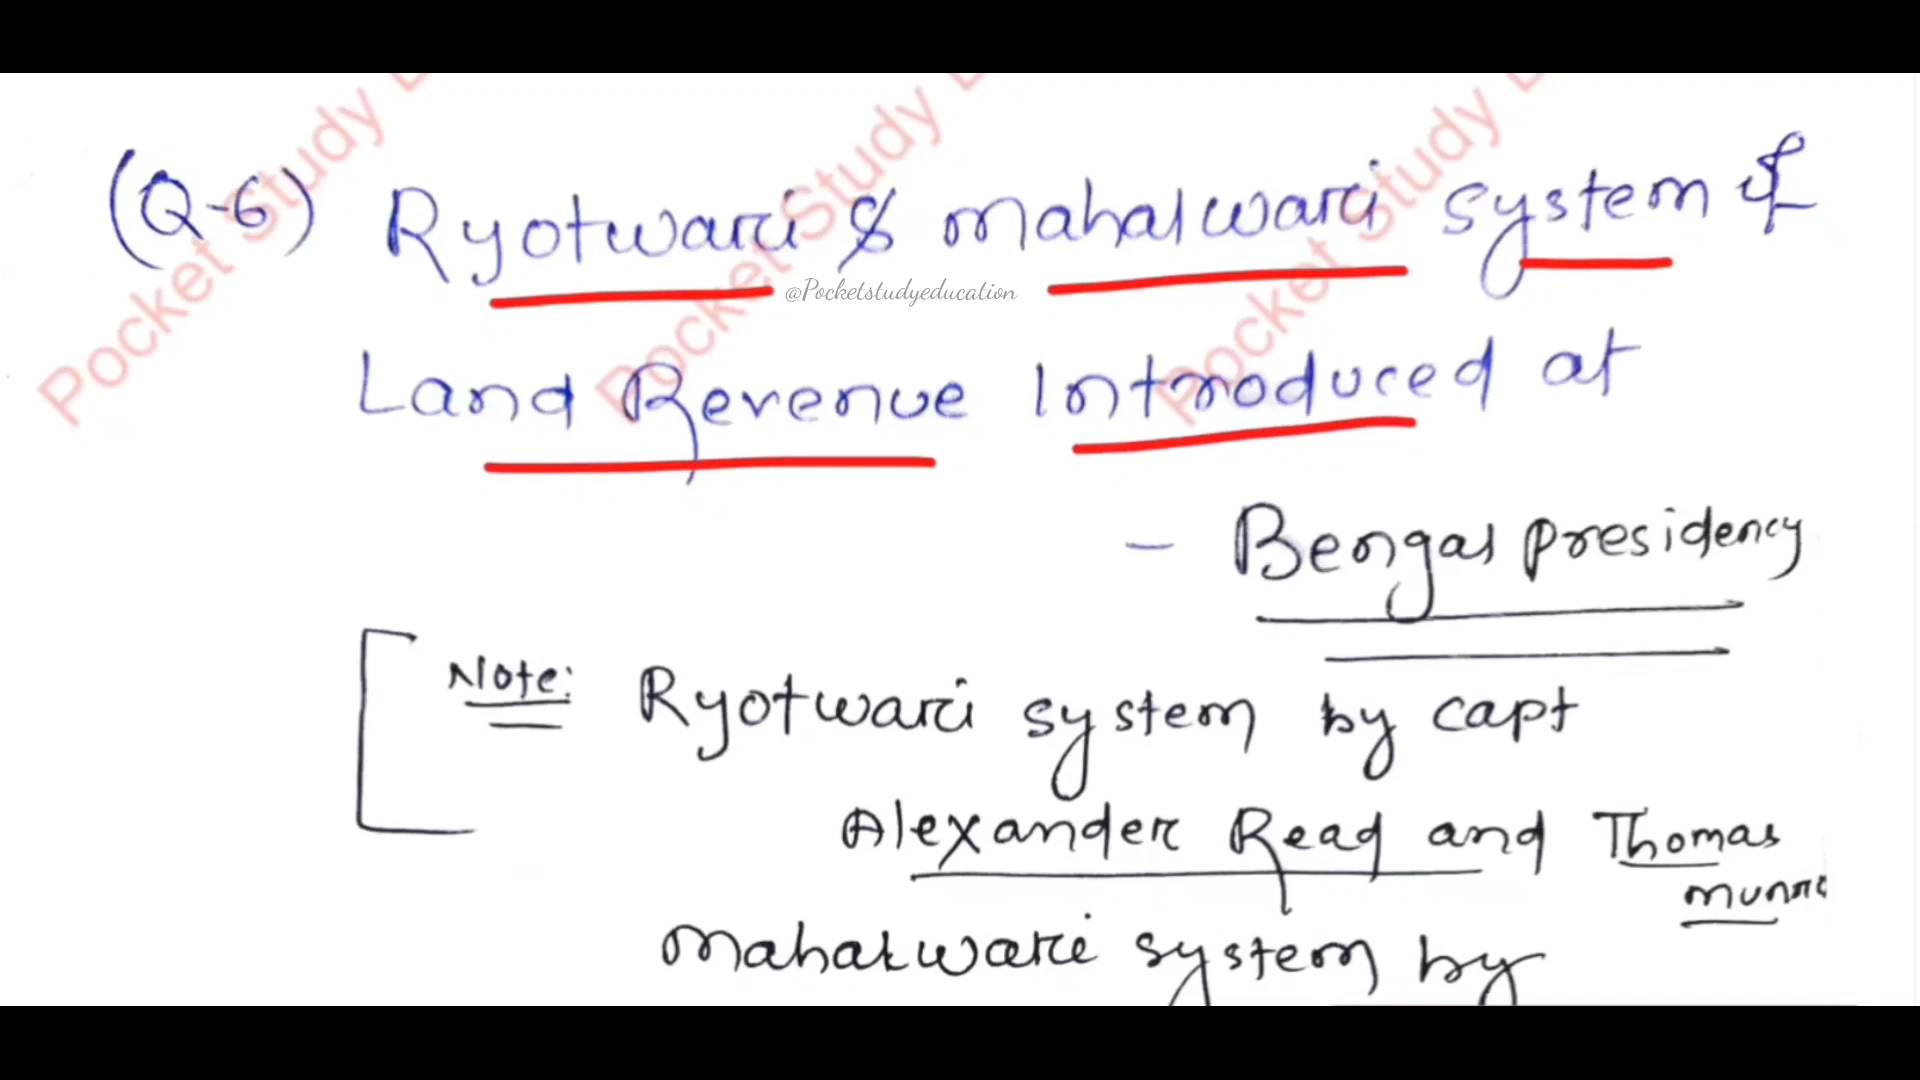 (Q-6) Ryotwari & mahalwari system of
@Pocketstudyeducation
Land Revenue Introduced at
- Bengal presidency
Note: Ryotwari system by capt
Alexander Read and Thomas
munro
mahalwari system by
Pocket Study
Pocket Study
Pocket Study